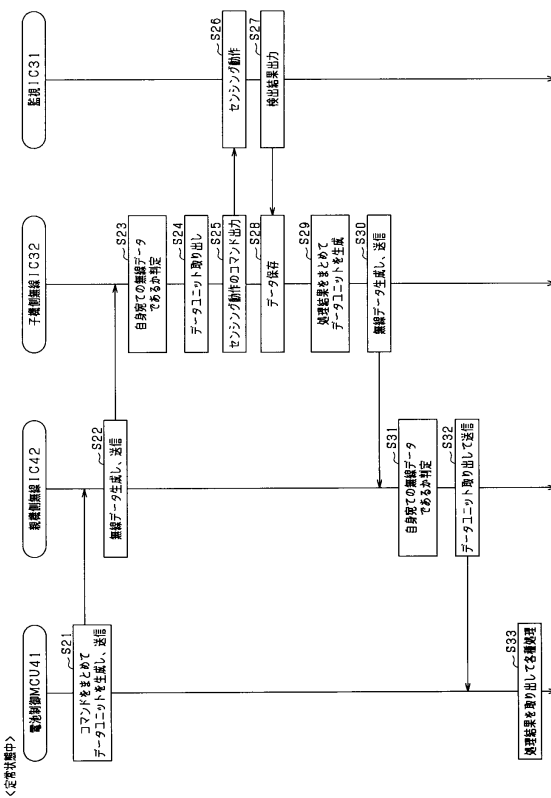 <定常状態中>
電池制御MCU41
親機側無線IC42
子機側無線IC32
監視IC31
S21
コマンドをまとめて
データユニットを生成し、送信
S22
無線データ生成し、送信
S23
自身宛ての無線データ
であるか判定
S24
データユニット取り出し
S25
センシング動作のコマンド出力
S26
センシング動作
S27
検出結果出力
S28
データ保存
S29
処理結果をまとめて
データユニットを生成
S30
無線データ生成し、送信
S31
自身宛ての無線データ
であるか判定
S32
データユニット取り出して送信
S33
処理結果を取り出して各種処理